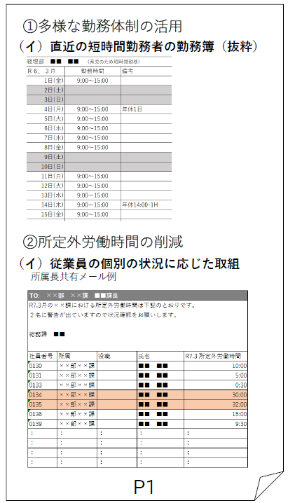 ①多様な勤務体制の活用
(イ) 直近の短時間勤務者の勤務簿（抜粋）
総務部 ■■ ■■ （育児のため短時間勤務）
R6．3月 勤務時間 備考
1日(金) 9:00～15:00
2日(土)
3日(日)
4日(月) 9:00～15:00 年休1日
5日(火) 9:00～15:00
6日(水) 9:00～15:00
7日(木) 9:00～15:00
8日(金) 9:00～15:00
9日(土)
10日(日)
11日(月) 9:00～15:00
12日(火) 9:00～15:00
13日(水) 9:00～15:00
14日(木) 9:00～15:00 年休14:00-1H
15日(金) 9:00～15:00
②所定外労働時間の削減
(イ) 従業員の個別の状況に応じた取組
所属長共有メール例
TO: ××部 ××課 ■■課長
R7.3月の××課における所定外労働時間は下記のとおりです。
2名に警告が出ていますので状況確認をお願いします。
総務課 ■■
社員番号 所属 役職 氏名 R7.3 所定外労働時間
0130 ××部××課 ■■ ■■ 10:00
0131 ××部××課 ■■ ■■ 5:00
0133 ××部××課 ■■ ■■ 0:30
0134 ××部××課 ■■ ■■ 30:00
0135 ××部××課 ■■ ■■ 32:00
0138 ××部××課 ■■ ■■ 15:00
0139 ××部××課 ■■ ■■ 9:30
： ： ： ： ：
： ： ： ： ：
： ： ： ： ：
P1